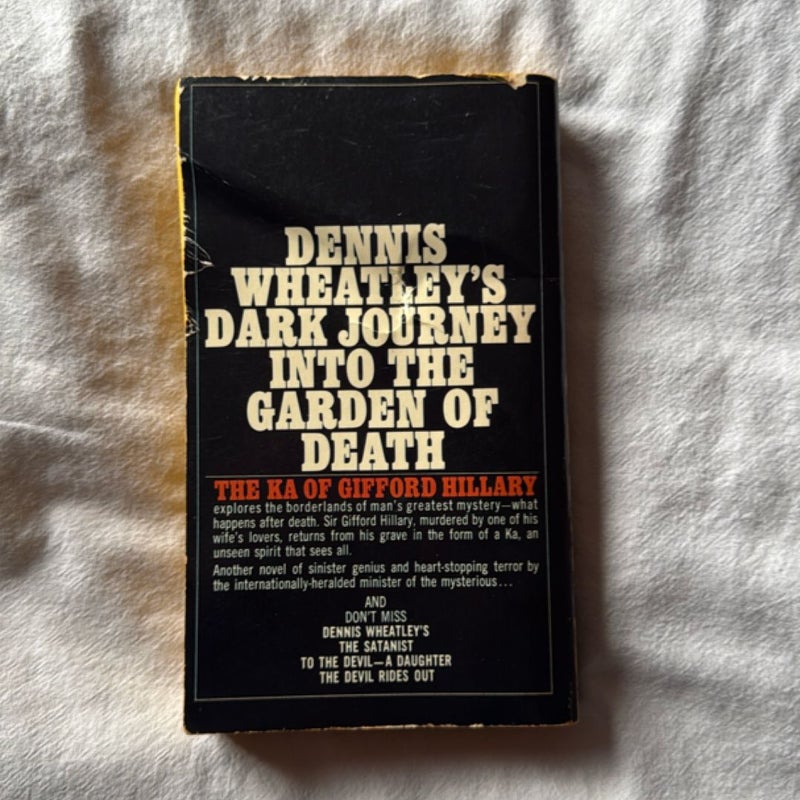 DENNIS
WHEATLEY'S
DARK JOURNEY
INTO THE
GARDEN OF
DEATH
THE KA OF GIFFORD HILLARY
explores the borderlands of man's greatest mystery—what
happens after death. Sir Gifford Hillary, murdered by one of his
wife's lovers, returns from his grave in the form of a Ka, an
unseen spirit that sees all.
Another novel of sinister genius and heart-stopping terror by
the internationally-heralded minister of the mysterious...
AND
DON'T MISS
DENNIS WHEATLEY'S
THE SATANIST
TO THE DEVIL—A DAUGHTER
THE DEVIL RIDES OUT